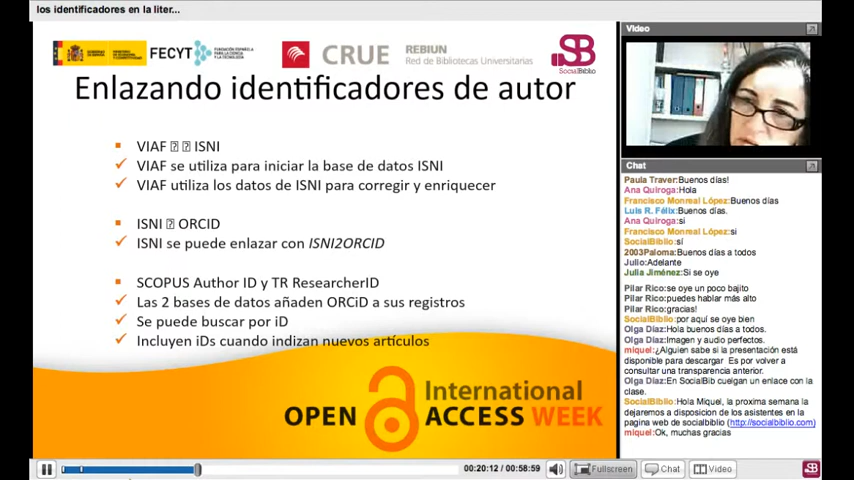 los identificadores en la liter...
FECYT
CRUE
REBIUN
Red de Bibliotecas Universitarias
SB
SocialBiblio
Enlazando identificadores de autor
VIAF ISNI
VIAF se utiliza para iniciar la base de datos ISNI
VIAF utiliza los datos de ISNI para corregir y enriquecer
ISNI ORCID
ISNI se puede enlazar con ISNI2ORCID
SCOPUS Author ID y TR ResearcherID
Las 2 bases de datos añaden ORCiD a sus registros
Se puede buscar por iD
Incluyen iDs cuando indizan nuevos artículos
International
OPEN ACCESS WEEK
Video
Chat
Paula Traver:Buenos días!
Ana Quiroga:Hola
Francisco Monreal López:Buenos días
Luis R. Félix:Buenos días.
Ana Quiroga:si
Francisco Monreal López:si
SocialBiblio:sí
2003Paloma:Buenos días a todos
Julio:Adelante
Julia Jiménez:Si se oye
Pilar Rico:se oye un poco bajito
Pilar Rico:puedes hablar más alto
Pilar Rico:gracias!
SocialBiblio:por aquí se oye bien
Olga Díaz:Hola buenos días a todos.
Olga Díaz:Imagen y audio perfectos.
miquel:¿Alguien sabe si la presentación está
disponible para descargar Es por volver a
consultar una transparencia anterior.
Olga Díaz:En SocialBib cuelgan un enlace con la
clase.
SocialBiblio:Hola Miquel, la proxima semana la
dejaremos a disposicion de los asistentes en la
pagina web de socialbiblio (http://socialbiblio.com)
miquel:Ok, muchas gracias
00:20:12 / 00:58:59
Fullscreen
Chat
Video
SB